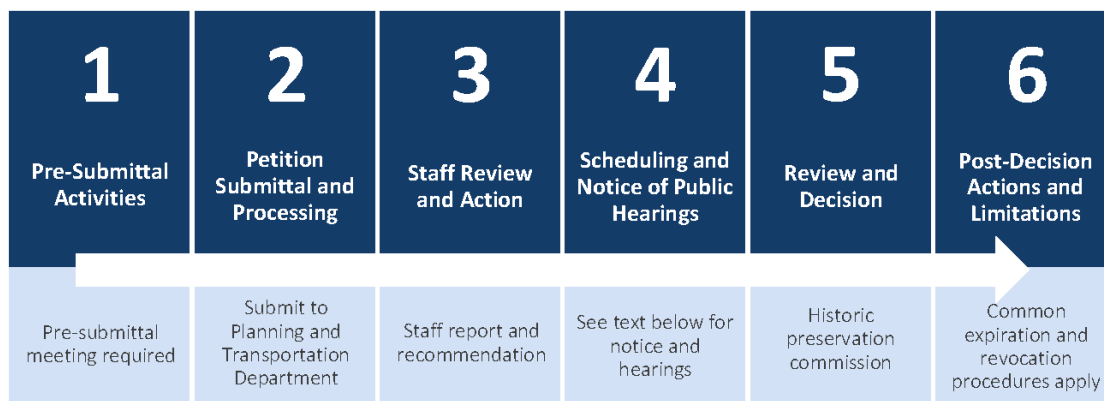 1
Pre-Submittal
Activities
Pre-submittal
meeting required
2
Petition
Submittal and
Processing
Submit to
Planning and
Transportation
Department
3
Staff Review
and Action
Staff report and
recommendation
4
Scheduling and
Notice of Public
Hearings
See text below for
notice and
hearings
5
Review and
Decision
Historic
preservation
commission
6
Post-Decision
Actions and
Limitations
Common
expiration and
revocation
procedures apply